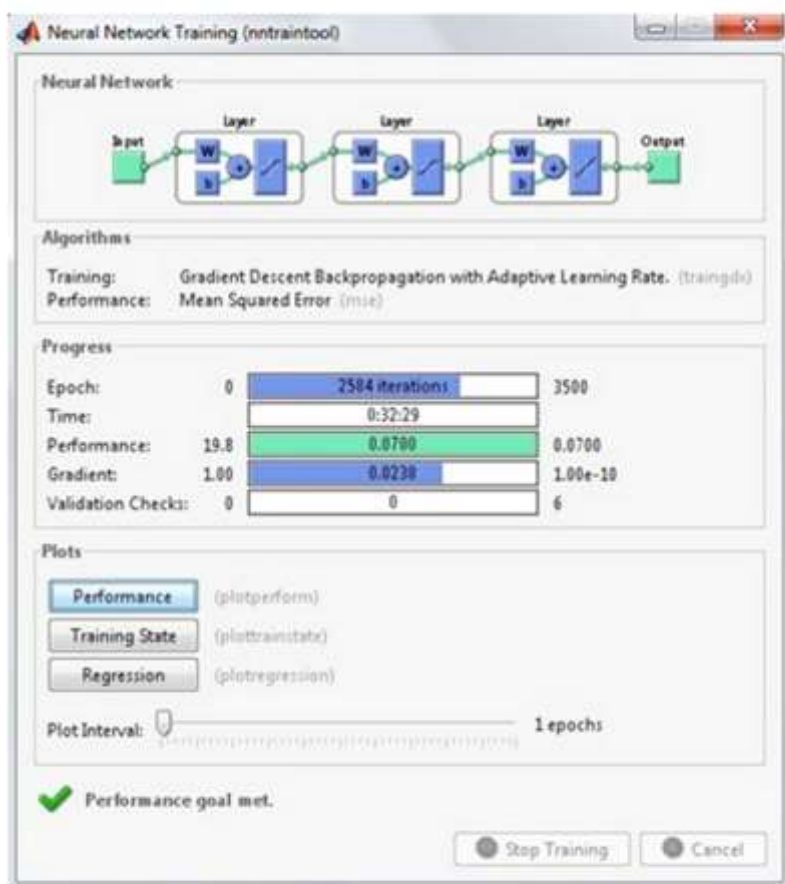 Neural Network Training (nntraintool)
Neural Network
Layer Layer Layer
Input Output
W W W
b b b
Algorithms
Training: Gradient Descent Backpropagation with Adaptive Learning Rate. (traingdx)
Performance: Mean Squared Error (mse)
Progress
Epoch: 0 2584 iterations 3500
Time: 0:32:29
Performance: 19.8 0.0700 0.0700
Gradient: 1.00 0.0238 1.00e-10
Validation Checks: 0 0 6
Plots
Performance (plotperform)
Training State (plottrainstate)
Regression (plotregression)
Plot Interval: 1 epochs
Performance goal met.
Stop Training Cancel